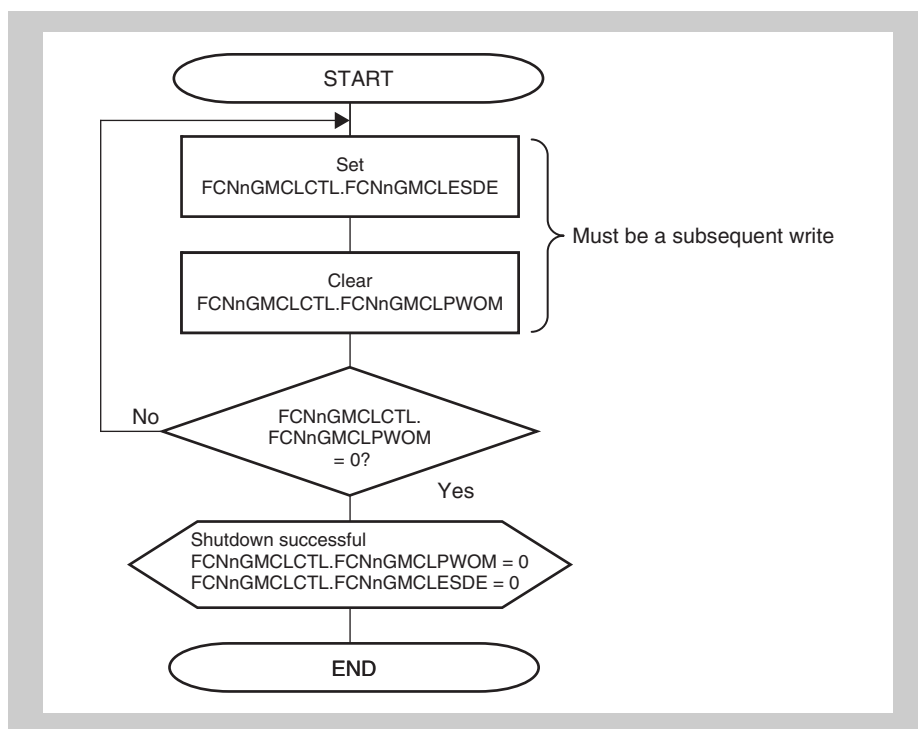 START
Set
FCNnGMCLCTL.FCNnGMCLESDE
Must be a subsequent write
Clear
FCNnGMCLCTL.FCNnGMCLPWOM
No
FCNnGMCLCTL.
FCNnGMCLPWOM
= 0?
Yes
Shutdown successful
FCNnGMCLCTL.FCNnGMCLPWOM = 0
FCNnGMCLCTL.FCNnGMCLESDE = 0
END